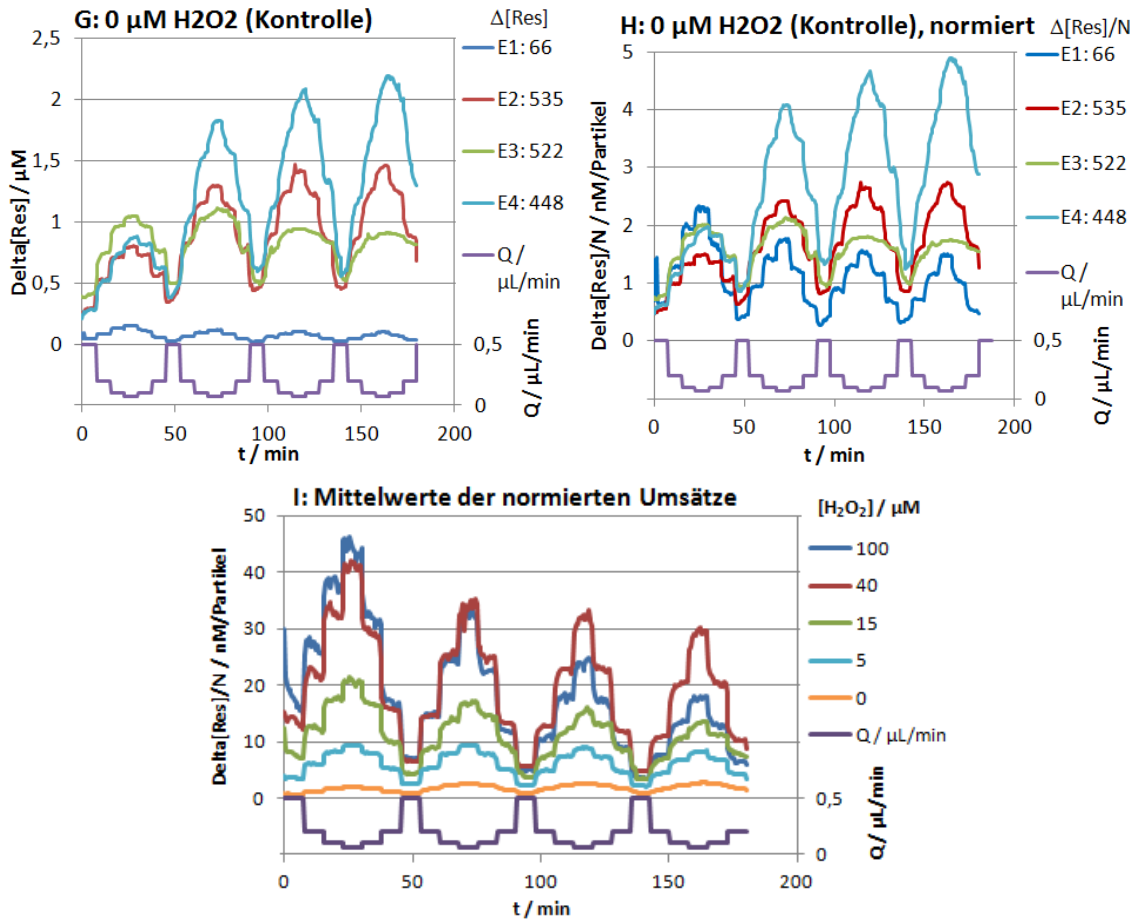 G: 0 µM H2O2 (Kontrolle)
Δ[Res]
2,5
2
1,5
1
0,5
0
Delta[Res] / µM
E1: 66
E2: 535
E3: 522
E4: 448
Q /
µL/min
0,5
0
Q / µL/min
0 50 100 150 200
t / min
H: 0 µM H2O2 (Kontrolle), normiert
Δ[Res]/N
5
4
3
2
1
0
Delta[Res]/N / nM/Partikel
E1: 66
E2: 535
E3: 522
E4: 448
Q /
µL/min
0,5
0
Q / µL/min
0 50 100 150 200
t / min
I: Mittelwerte der normierten Umsätze
[H₂O₂] / µM
50
40
30
20
10
0
Delta[Res]/N / nM/Partikel
100
40
15
5
0
Q / µL/min
0,5
0
Q / µL/min
0 50 100 150 200
t / min